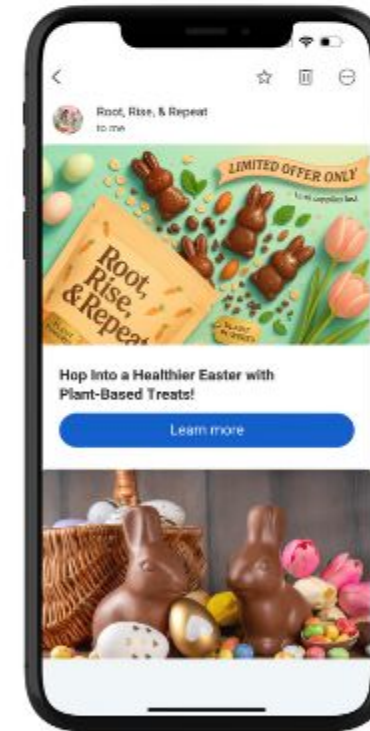 Root, Rise, & Repeat
to me
LIMITED OFFER ONLY
Root,
Rise,
& Repeat
Hop Into a Healthier Easter with
Plant-Based Treats!
Learn more